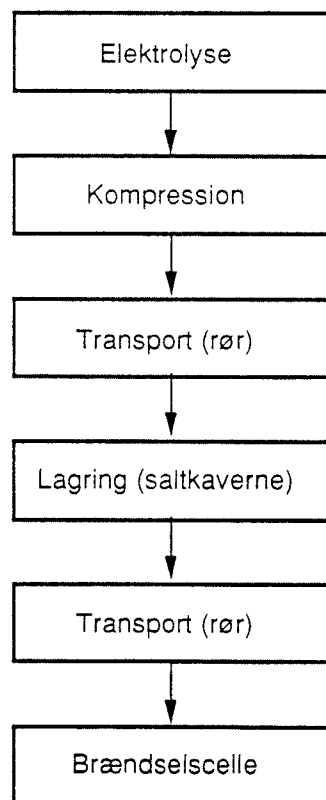 Elektrolyse
Kompression
Transport (rør)
Lagring (saltkaverne)
Transport (rør)
Brændselscelle